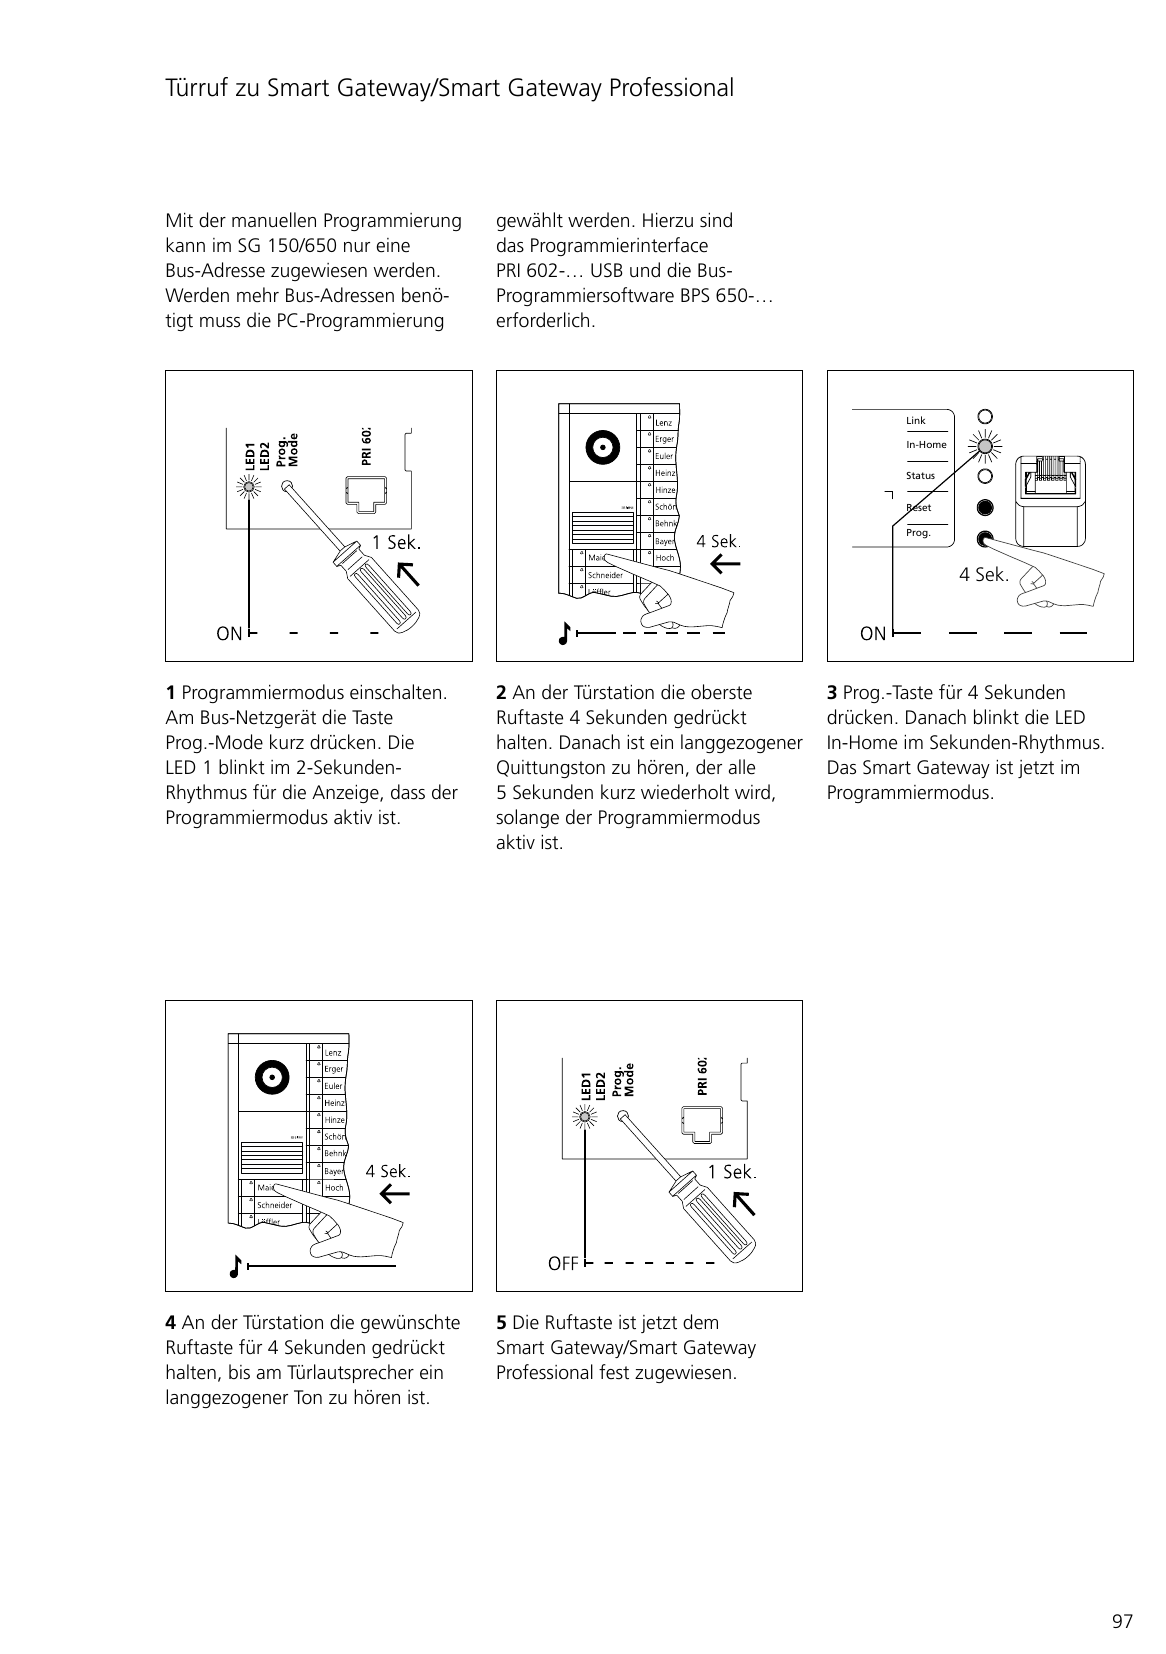 Türruf zu Smart Gateway/Smart Gateway Professional
Mit der manuellen Programmierung
kann im SG 150/650 nur eine
Bus-Adresse zugewiesen werden.
Werden mehr Bus-Adressen benö-
tigt muss die PC-Programmierung
gewählt werden. Hierzu sind
das Programmierinterface
PRI 602-… USB und die Bus-
Programmiersoftware BPS 650-…
erforderlich.
LED1
LED2
Prog.
Mode
PRI 602
1 Sek.
ON
Lenz
Erger
Euler
Heinz
Hinze
Schön
Behnk
Bayer
Hoch
Maie
Schneider
Löffler
4 Sek.
Link
In-Home
Status
Reset
Prog.
4 Sek.
ON
1 Programmiermodus einschalten.
Am Bus-Netzgerät die Taste
Prog.-Mode kurz drücken. Die
LED 1 blinkt im 2-Sekunden-
Rhythmus für die Anzeige, dass der
Programmiermodus aktiv ist.
2 An der Türstation die oberste
Ruftaste 4 Sekunden gedrückt
halten. Danach ist ein langgezogener
Quittungston zu hören, der alle
5 Sekunden kurz wiederholt wird,
solange der Programmiermodus
aktiv ist.
3 Prog.-Taste für 4 Sekunden
drücken. Danach blinkt die LED
In-Home im Sekunden-Rhythmus.
Das Smart Gateway ist jetzt im
Programmiermodus.
Lenz
Erger
Euler
Heinz
Hinze
Schön
Behnk
Bayer
Hoch
Maie
Schneider
Löffler
4 Sek.
LED1
LED2
Prog.
Mode
PRI 602
1 Sek.
OFF
4 An der Türstation die gewünschte
Ruftaste für 4 Sekunden gedrückt
halten, bis am Türlautsprecher ein
langgezogener Ton zu hören ist.
5 Die Ruftaste ist jetzt dem
Smart Gateway/Smart Gateway
Professional fest zugewiesen.
97